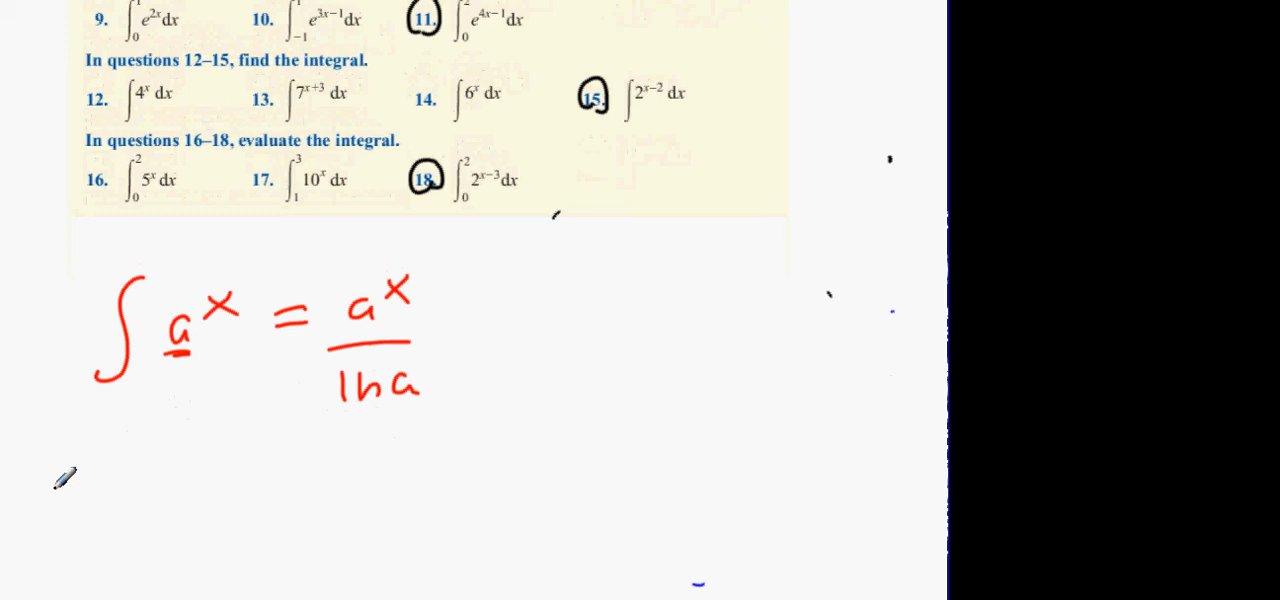 9. ∫₀¹ e²ˣdx 10. ∫₋₁¹ e³ˣ⁻¹dx 11. ∫₀² e⁴ˣ⁻¹dx
In questions 12–15, find the integral.
12. ∫4ˣ dx 13. ∫7ˣ⁺³ dx 14. ∫6ˣ dx 15. ∫2ˣ⁻² dx
In questions 16–18, evaluate the integral.
16. ∫₀² 5ˣ dx 17. ∫₁³ 10ˣ dx 18. ∫₀² 2ˣ⁻³dx
∫ aˣ = aˣ / ln a